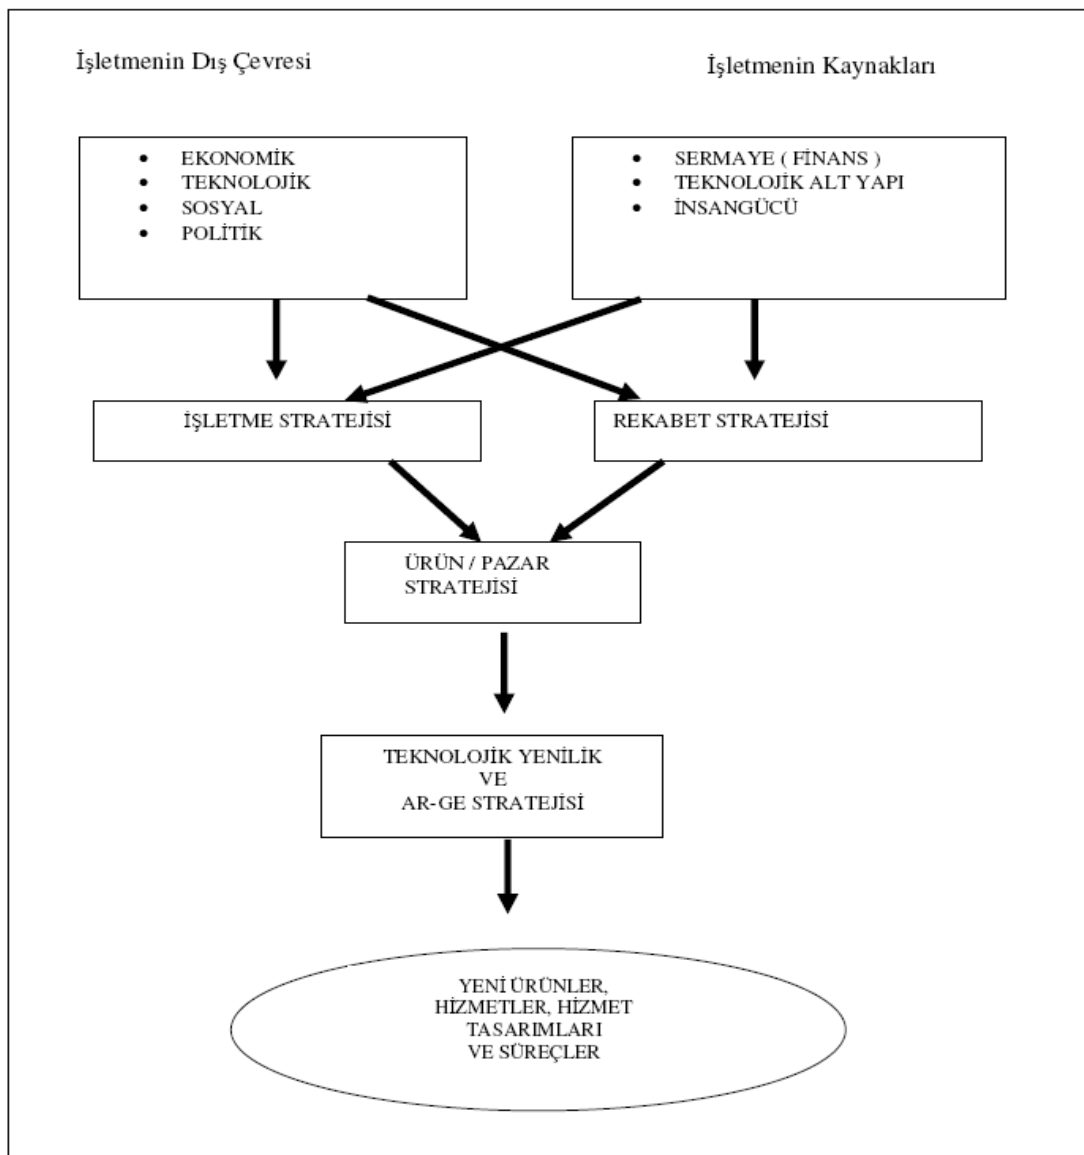 İşletmenin Dış Çevresi
İşletmenin Kaynakları
• EKONOMİK
• TEKNOLOJİK
• SOSYAL
• POLİTİK
• SERMAYE ( FİNANS )
• TEKNOLOJİK ALT YAPI
• İNSANGÜCÜ
İŞLETME STRATEJİSİ
REKABET STRATEJİSİ
ÜRÜN / PAZAR
STRATEJİSİ
TEKNOLOJİK YENİLİK
VE
AR-GE STRATEJİSİ
YENİ ÜRÜNLER,
HİZMETLER, HİZMET
TASARIMLARI
VE SÜREÇLER